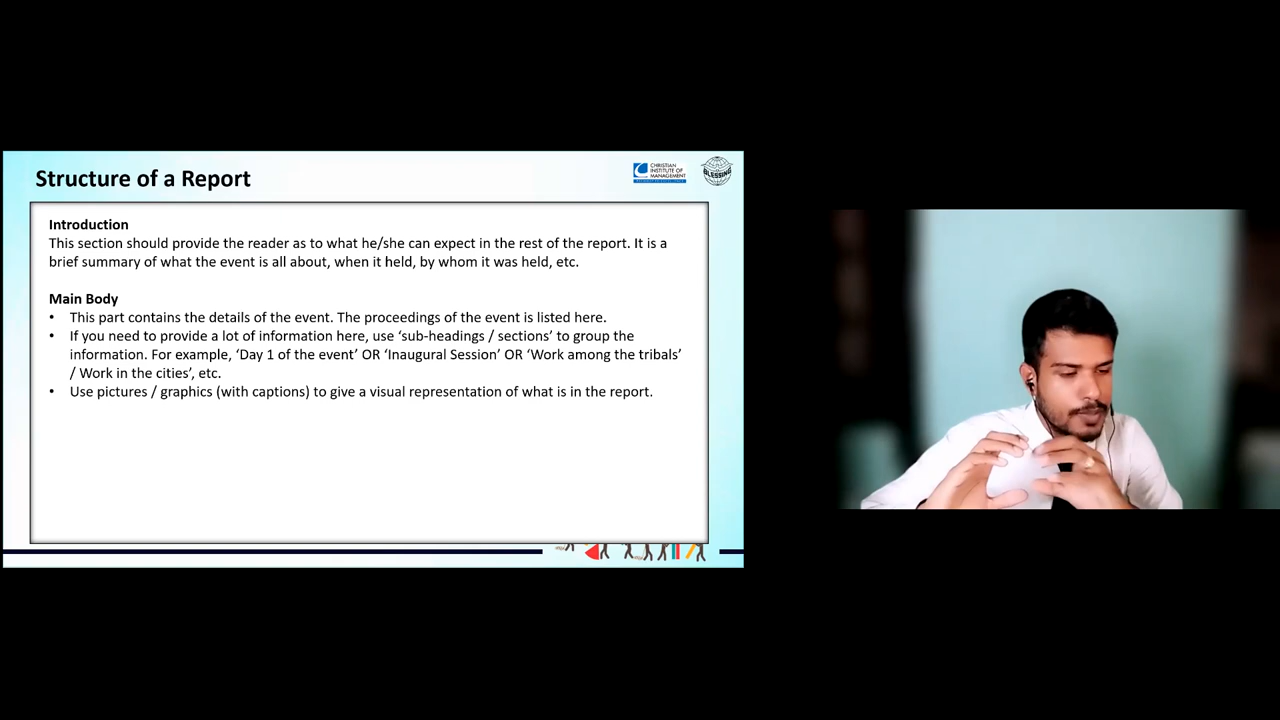 Structure of a Report
CHRISTIAN
INSTITUTE OF
MANAGEMENT
BLESSING
Introduction
This section should provide the reader as to what he/she can expect in the rest of the report. It is a
brief summary of what the event is all about, when it held, by whom it was held, etc.
Main Body
• This part contains the details of the event. The proceedings of the event is listed here.
• If you need to provide a lot of information here, use ‘sub-headings / sections’ to group the
information. For example, ‘Day 1 of the event’ OR ‘Inaugural Session’ OR ‘Work among the tribals’
/ Work in the cities’, etc.
• Use pictures / graphics (with captions) to give a visual representation of what is in the report.